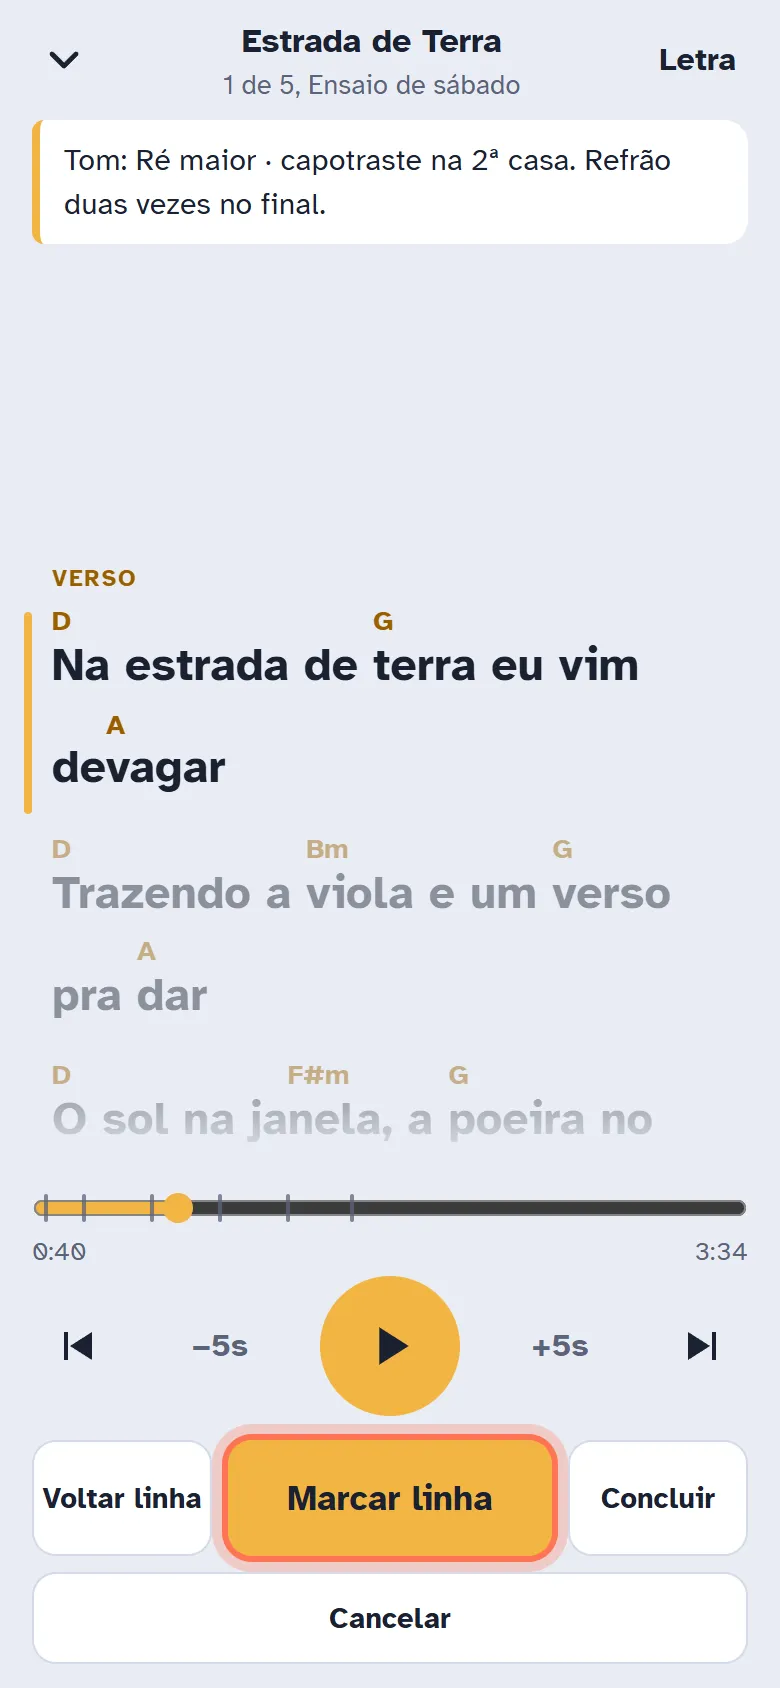 Estrada de Terra
1 de 5, Ensaio de sábado
Letra
Tom: Ré maior · capotraste na 2ª casa. Refrão
duas vezes no final.
VERSO
D G
Na estrada de terra eu vim
A
devagar
D Bm G
Trazendo a viola e um verso
A
pra dar
D F#m G
O sol na janela, a poeira no
0:40 3:34
−5s +5s
Voltar linha
Marcar linha
Concluir
Cancelar